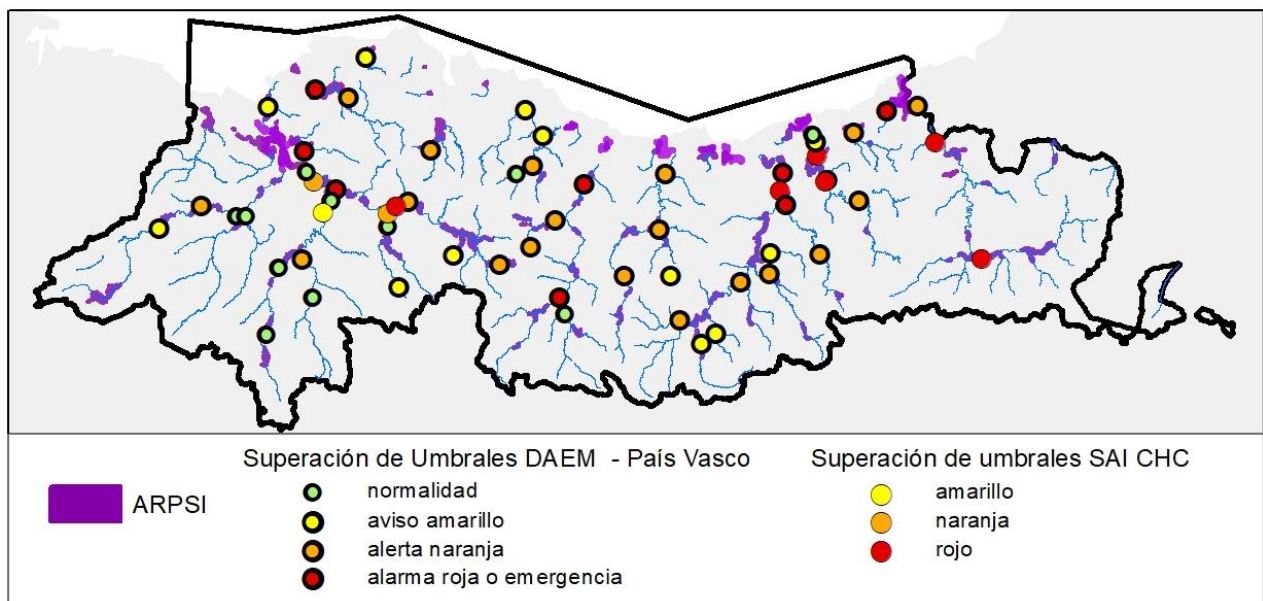 Superación de Umbrales DAEM - País Vasco
normalidad
aviso amarillo
alerta naranja
alarma roja o emergencia
Superación de umbrales SAI CHC
amarillo
naranja
rojo
ARPSI